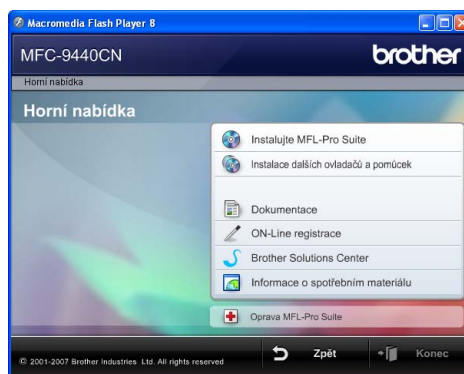 Macromedia Flash Player 8
MFC-9440CN
brother
Horní nabídka
Horní nabídka
Instalujte MFL-Pro Suite
Instalace dalších ovladačů a pomůcek
Dokumentace
ON-Line registrace
Brother Solutions Center
Informace o spotřebním materiálu
Oprava MFL-Pro Suite
© 2001-2007 Brother Industries Ltd. All rights reserved
Zpět
Konec